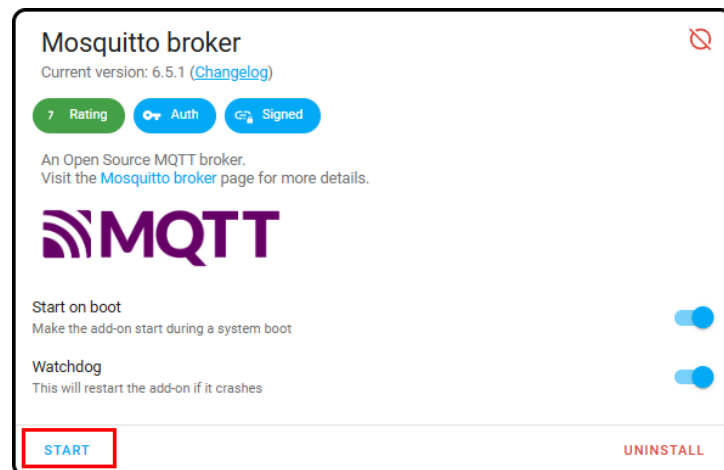 Mosquitto broker
Current version: 6.5.1 (Changelog)
7 Rating Auth Signed
An Open Source MQTT broker.
Visit the Mosquitto broker page for more details.
MQTT
Start on boot
Make the add-on start during a system boot
Watchdog
This will restart the add-on if it crashes
START UNINSTALL